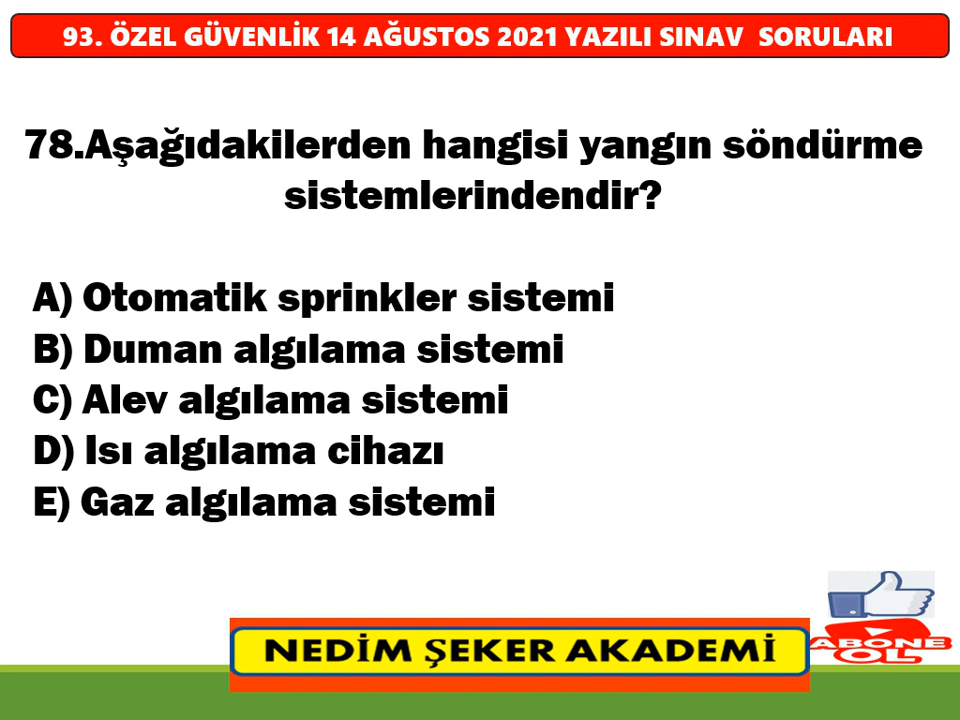 93. ÖZEL GÜVENLİK 14 AĞUSTOS 2021 YAZILI SINAV SORULARI
78.Aşağıdakilerden hangisi yangın söndürme
sistemlerindendir?
A) Otomatik sprinkler sistemi
B) Duman algılama sistemi
C) Alev algılama sistemi
D) Isı algılama cihazı
E) Gaz algılama sistemi
NEDİM ŞEKER AKADEMİ
ABONE
OL